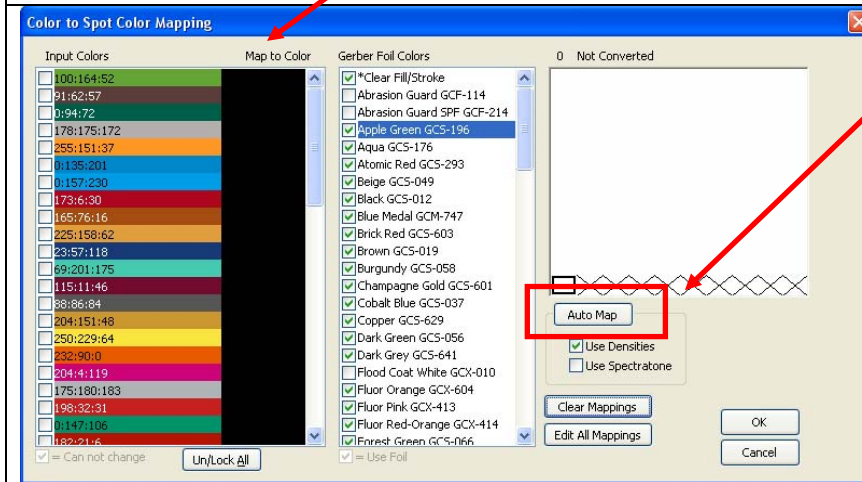 Color to Spot Color Mapping
Input Colors
Map to Color
Gerber Foil Colors
0 Not Converted
100:164:52
91:62:57
0:94:72
178:175:172
255:151:37
0:135:201
0:157:230
173:6:30
165:76:16
225:158:62
23:57:118
69:201:175
115:11:46
88:86:84
204:151:48
250:229:64
232:90:0
204:4:119
175:180:183
198:32:31
0:147:106
182:21:6
= Can not change
Un/Lock All
*Clear Fill/Stroke
Abrasion Guard GCF-114
Abrasion Guard SPF GCF-214
Apple Green GCS-196
Aqua GCS-176
Atomic Red GCS-293
Beige GCS-049
Black GCS-012
Blue Medal GCM-747
Brick Red GCS-603
Brown GCS-019
Burgundy GCS-058
Champagne Gold GCS-601
Cobalt Blue GCS-037
Copper GCS-629
Dark Green GCS-056
Dark Grey GCS-641
Flood Coat White GCX-010
Fluor Orange GCX-604
Fluor Pink GCX-413
Fluor Red-Orange GCX-414
Forest Green GCS-066
= Use Foil
Auto Map
Use Densities
Use Spectratone
Clear Mappings
Edit All Mappings
OK
Cancel